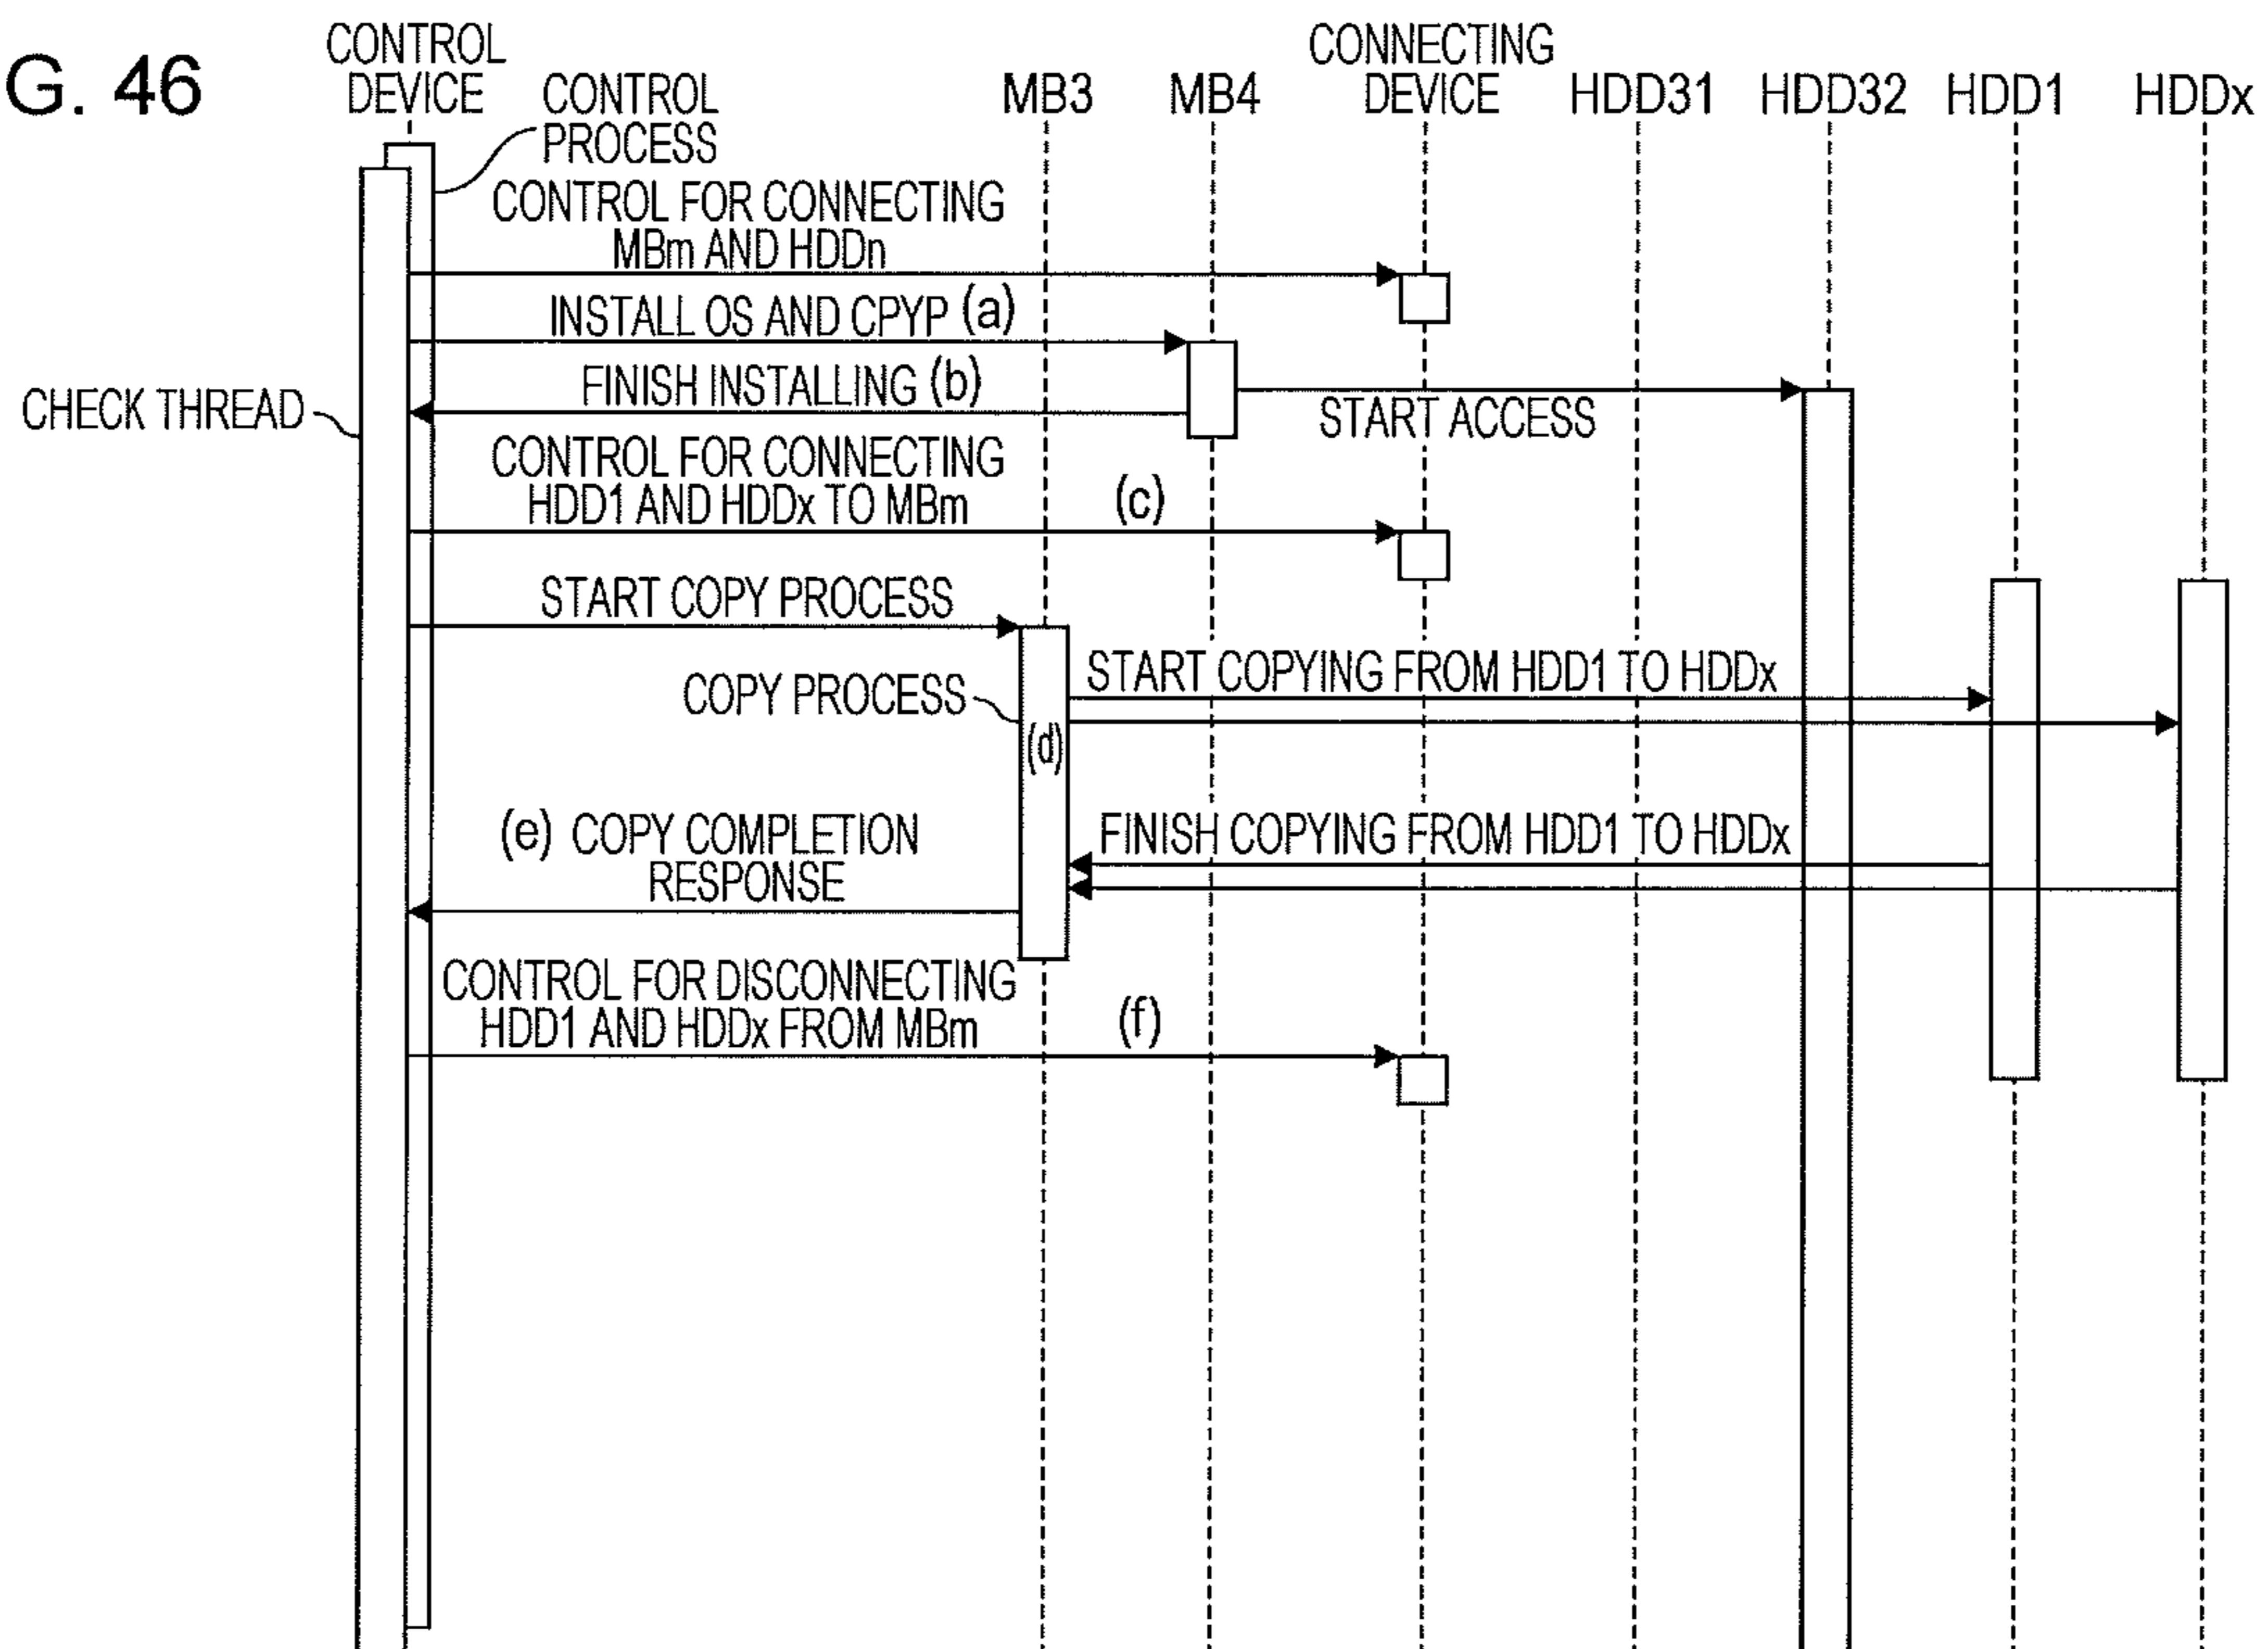 G. 46
CONTROL
DEVICE
CONTROL
PROCESS
MB3
MB4
CONNECTING
DEVICE
HDD31
HDD32
HDD1
HDDx
CONTROL FOR CONNECTING
MBm AND HDDn
INSTALL OS AND CPYP (a)
FINISH INSTALLING (b)
START ACCESS
CHECK THREAD
CONTROL FOR CONNECTING
HDD1 AND HDDx TO MBm
(c)
START COPY PROCESS
START COPYING FROM HDD1 TO HDDx
COPY PROCESS
(d)
(e) COPY COMPLETION
RESPONSE
FINISH COPYING FROM HDD1 TO HDDx
CONTROL FOR DISCONNECTING
HDD1 AND HDDx FROM MBm
(f)